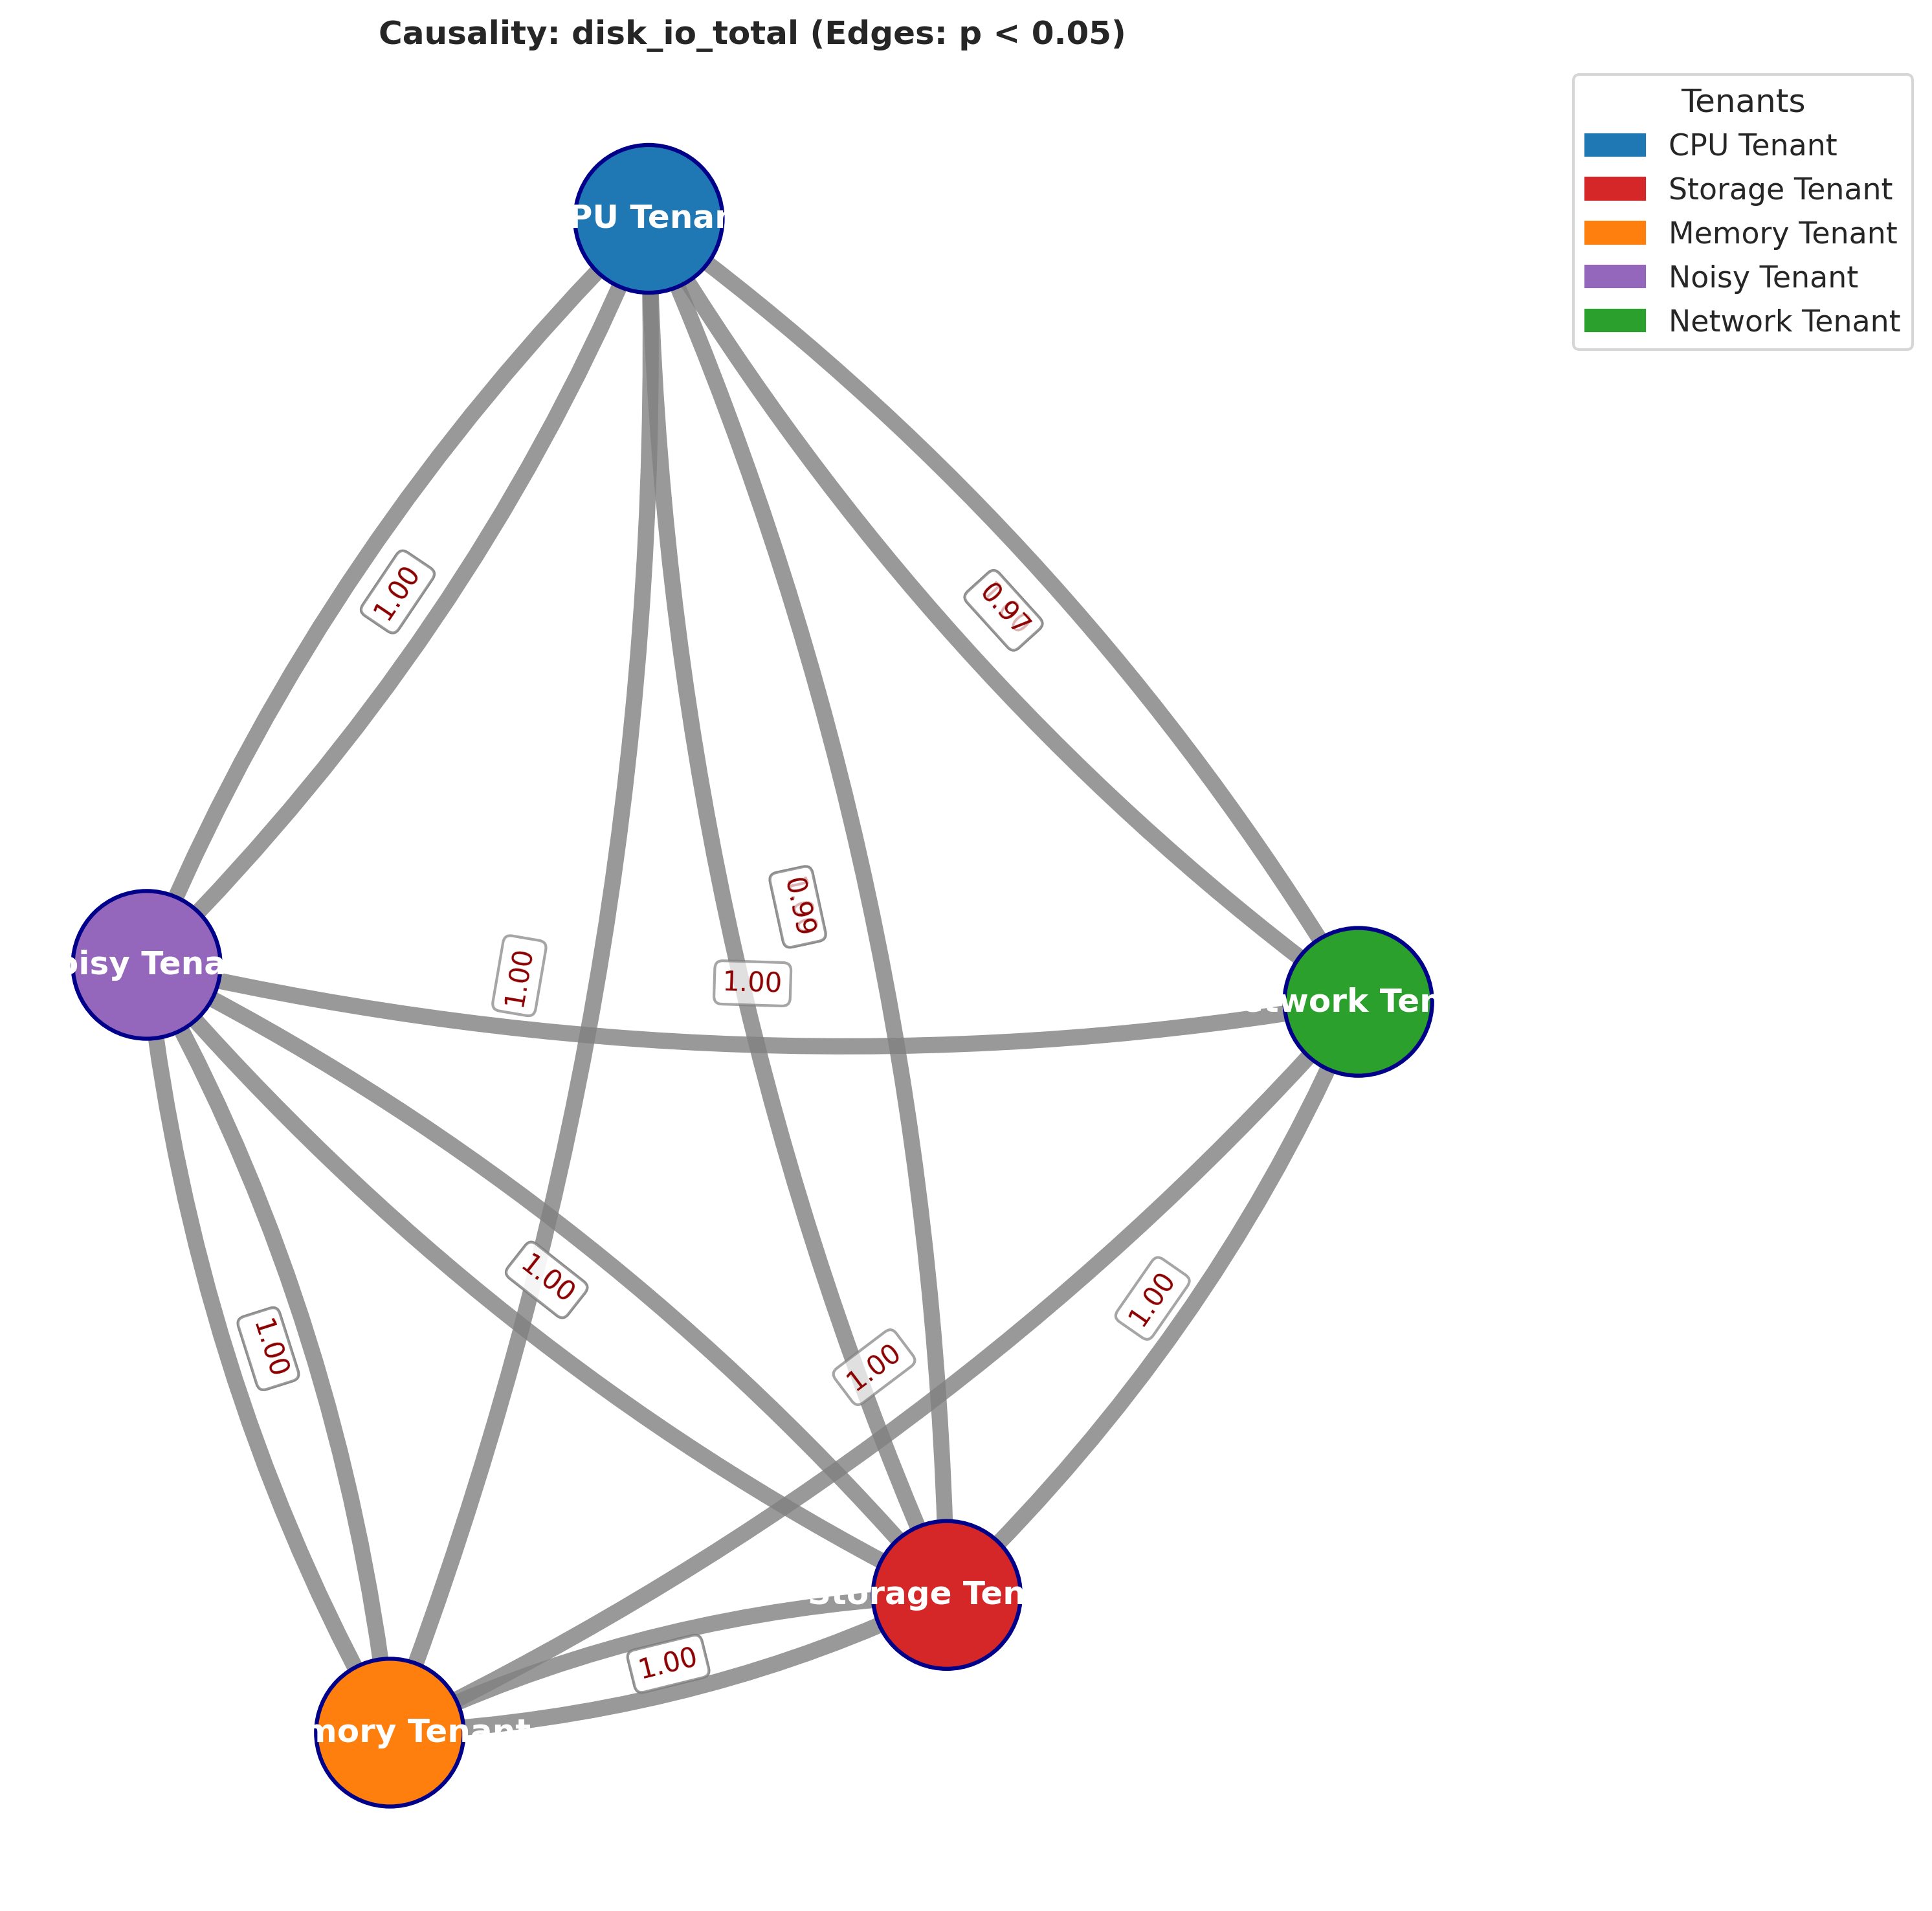 Causality: disk_io_total (Edges: p < 0.05)
Tenants
CPU Tenant
Storage Tenant
Memory Tenant
Noisy Tenant
Network Tenant
PU Tenan
1.00
0.97
0.99
oisy Tena
1.00
1.00
twork Ten
1.00
1.00
1.00
1.00
storage Ten
1.00
mory Tenant